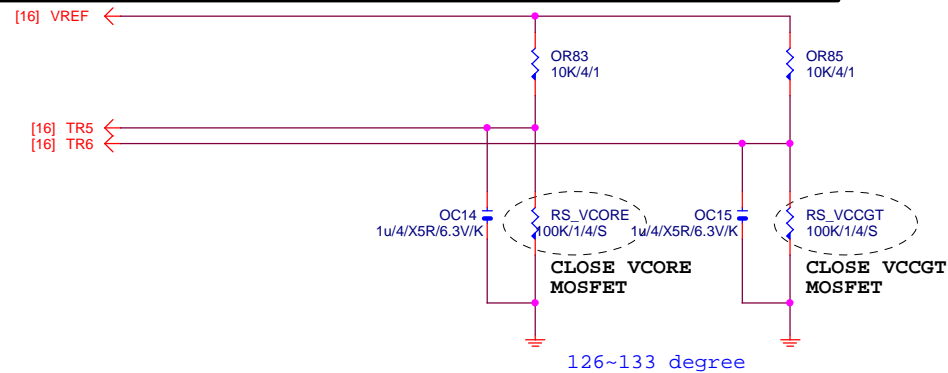 [16] VREF
OR83
10K/4/1
OR85
10K/4/1
[16] TR5
[16] TR6
OC14
1u/4/X5R/6.3V/K
RS_VCORE
100K/1/4/S
OC15
1u/4/X5R/6.3V/K
RS_VCCGT
100K/1/4/S
CLOSE VCORE
MOSFET
CLOSE VCCGT
MOSFET
126~133 degree